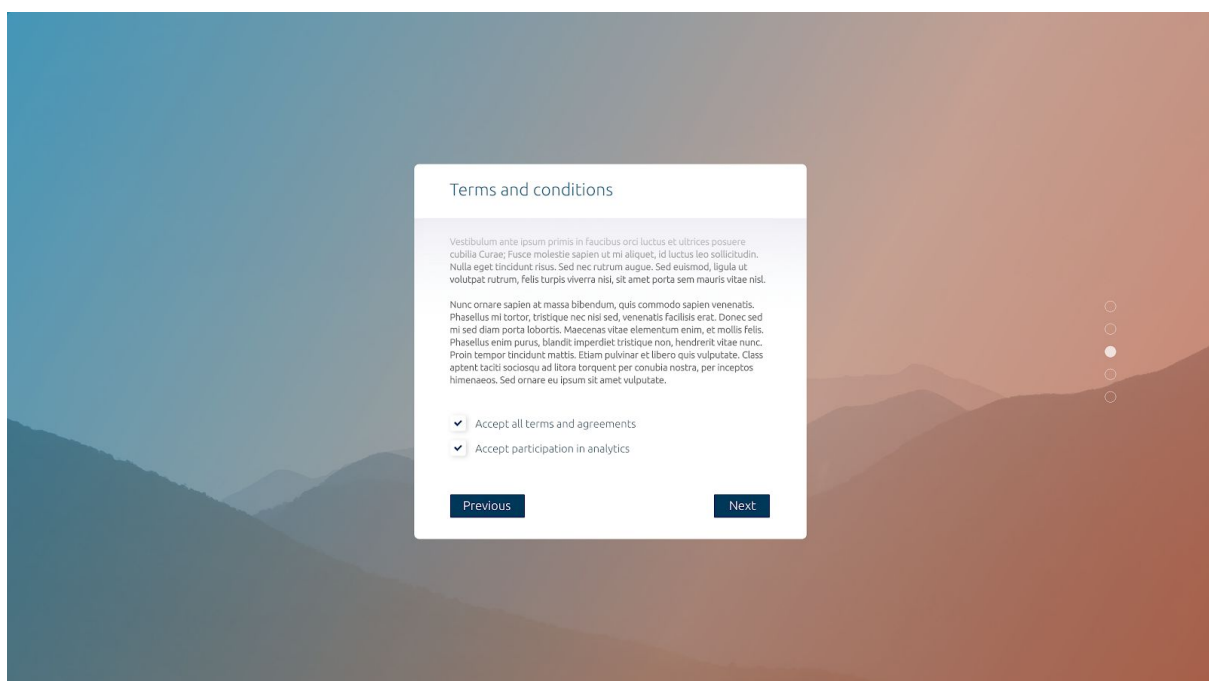 Terms and conditions
Vestibulum ante ipsum primis in faucibus orci luctus et ultrices posuere
cubilia Curae; Fusce molestie sapien ut mi aliquet, id luctus leo sollicitudin.
Nulla eget tincidunt risus. Sed nec rutrum augue. Sed euismod, ligula ut
volutpat rutrum, felis turpis viverra nisi, sit amet porta sem mauris vitae nisl.
Nunc ornare sapien at massa bibendum, quis commodo sapien venenatis.
Phasellus mi tortor, tristique nec nisi sed, venenatis facilisis erat. Donec sed
mi sed diam porta lobortis. Maecenas vitae elementum enim, et mollis felis.
Phasellus enim purus, blandit imperdiet tristique non, hendrerit vitae nunc.
Proin tempor tincidunt mattis. Etiam pulvinar et libero quis vulputate. Class
aptent taciti sociosqu ad litora torquent per conubia nostra, per inceptos
himenaeos. Sed ornare eu ipsum sit amet vulputate.
Accept all terms and agreements
Accept participation in analytics
Previous
Next